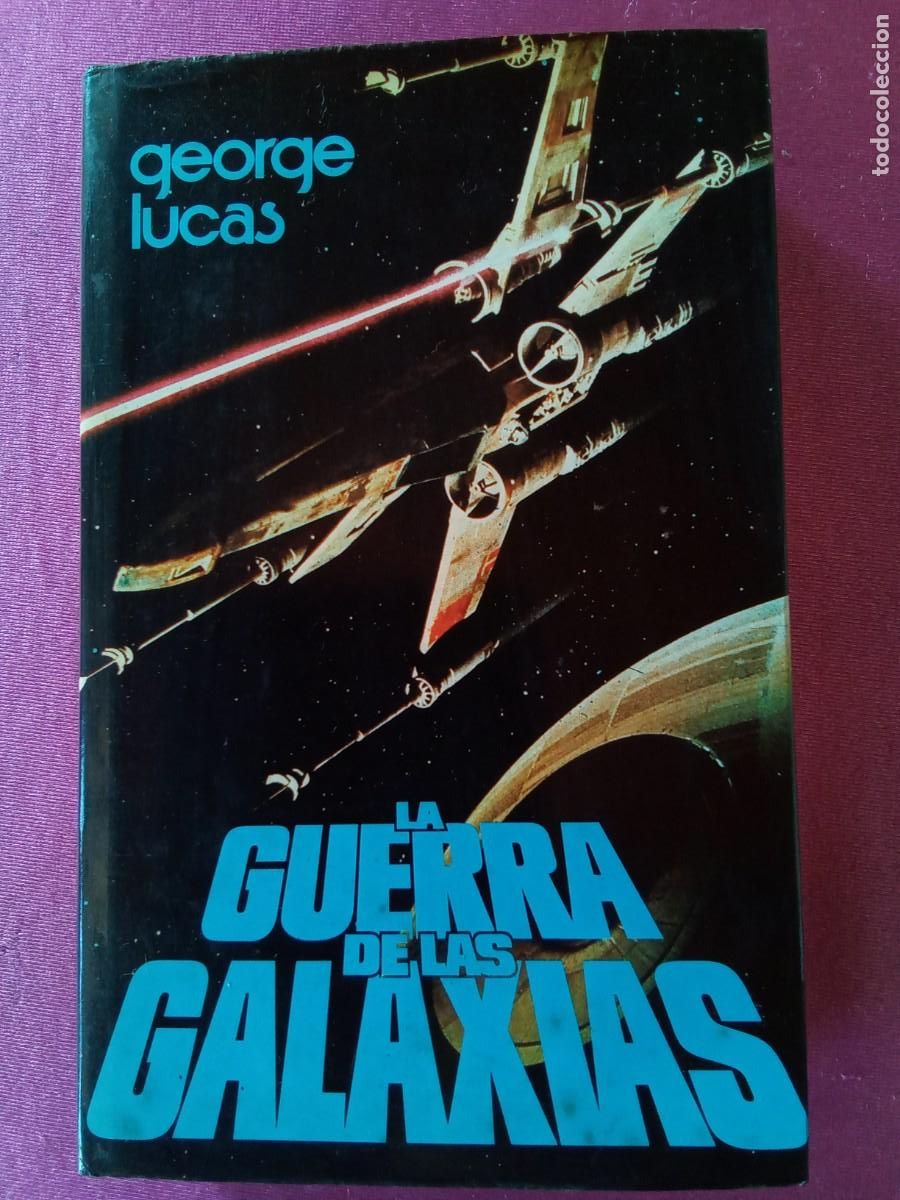 george
lucas
LA
GUERRA
DE LAS
GALAXIAS
todocoleccion